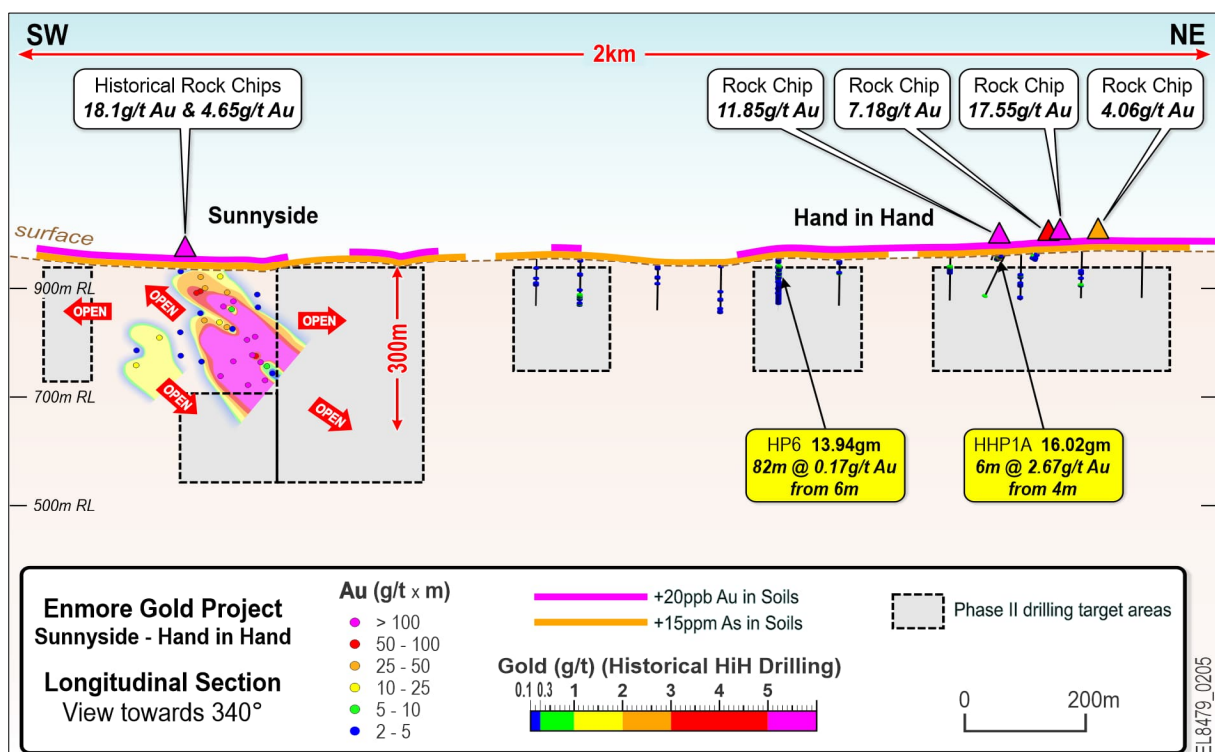 SW
NE
2km
Historical Rock Chips
18.1g/t Au & 4.65g/t Au
Rock Chip
11.85g/t Au
Rock Chip
7.18g/t Au
Rock Chip
17.55g/t Au
Rock Chip
4.06g/t Au
Sunnyside
Hand in Hand
surface
900m RL
700m RL
500m RL
OPEN
OPEN
OPEN
OPEN
OPEN
300m
HP6 13.94gm
82m @ 0.17g/t Au
from 6m
HHP1A 16.02gm
6m @ 2.67g/t Au
from 4m
Enmore Gold Project
Sunnyside - Hand in Hand
Longitudinal Section
View towards 340°
Au (g/t x m)
> 100
50 - 100
25 - 50
10 - 25
5 - 10
2 - 5
+20ppb Au in Soils
+15ppm As in Soils
Gold (g/t) (Historical HiH Drilling)
0.1 0.3 1 2 3 4 5
Phase II drilling target areas
0 200m
EL8479_0205